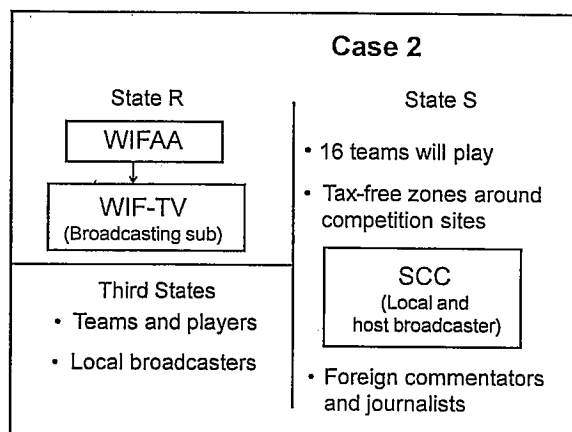 Case 2
State R
WIFAA
WIF-TV
(Broadcasting sub)
Third States
• Teams and players
• Local broadcasters
State S
• 16 teams will play
• Tax-free zones around
competition sites
SCC
(Local and
host broadcaster)
• Foreign commentators
and journalists